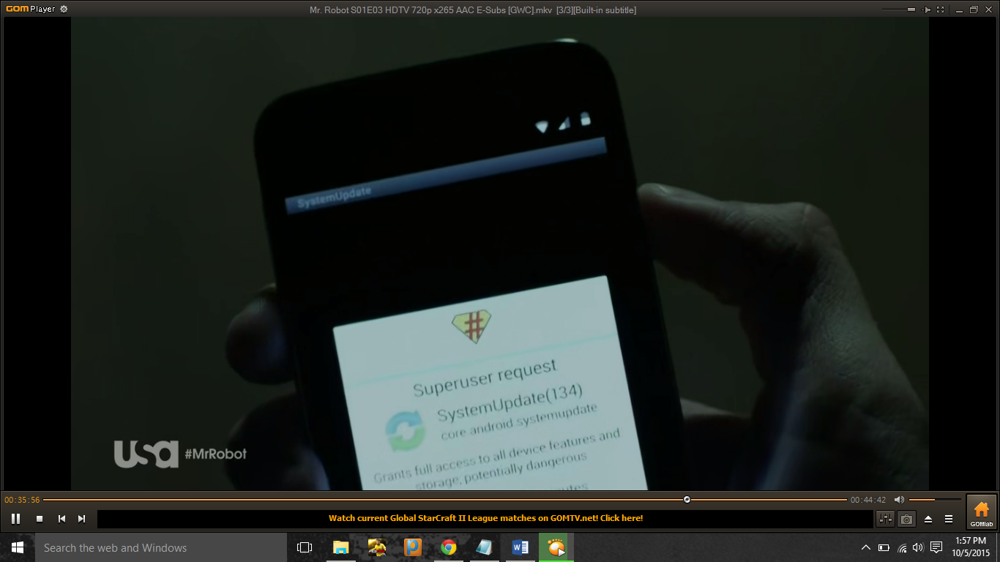 GOM Player
Mr. Robot S01E03 HDTV 720p x265 AAC E-Subs [GWC].mkv [3/3][Built-in subtitle]
SystemUpdate
#
Superuser request
SystemUpdate(134)
core android.systemupdate
Grants full access to all device features and
storage, potentially dangerous
usa #MrRobot
00:35:56
00:44:42
Watch current Global StarCraft II League matches on GOMTV.net! Click here!
GOMlab
Search the web and Windows
1:57 PM
10/5/2015